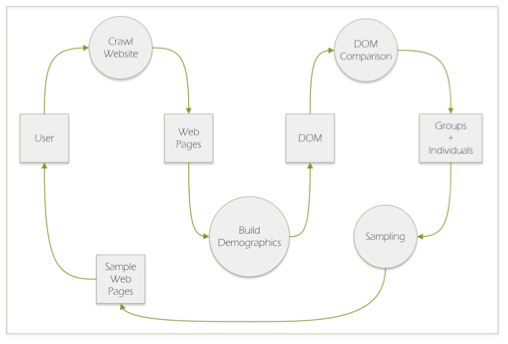 Crawl
Website
DOM
Comparison
User
Web
Pages
DOM
Groups
+
Individuals
Build
Demographics
Sampling
Sample
Web
Pages